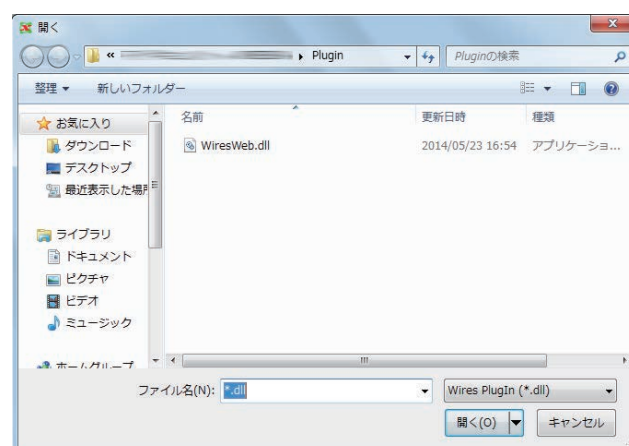 開く
« Plugin
Pluginの検索
整理 新しいフォルダー
名前 更新日時 種類
お気に入り
ダウンロード
デスクトップ
最近表示した場所
ライブラリ
ドキュメント
ピクチャ
ビデオ
ミュージック
ホームグループ
WiresWeb.dll 2014/05/23 16:54 アプリケーショ...
ファイル名(N): *.dll
Wires PlugIn (*.dll)
開く(O) キャンセル